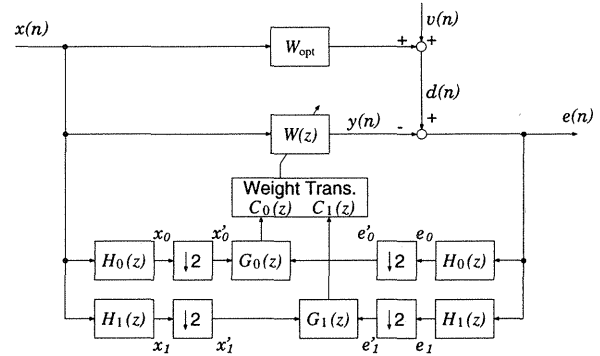 v(n)
x(n)
W_opt
+ +
d(n)
+
W(z)
y(n)
-
e(n)
Weight Trans.
C_0(z) C_1(z)
x_0 x'_0 e'_0 e_0
H_0(z) ↓2 G_0(z) ↓2 H_0(z)
H_1(z) ↓2 G_1(z) ↓2 H_1(z)
x_1 x'_1 e'_1 e_1